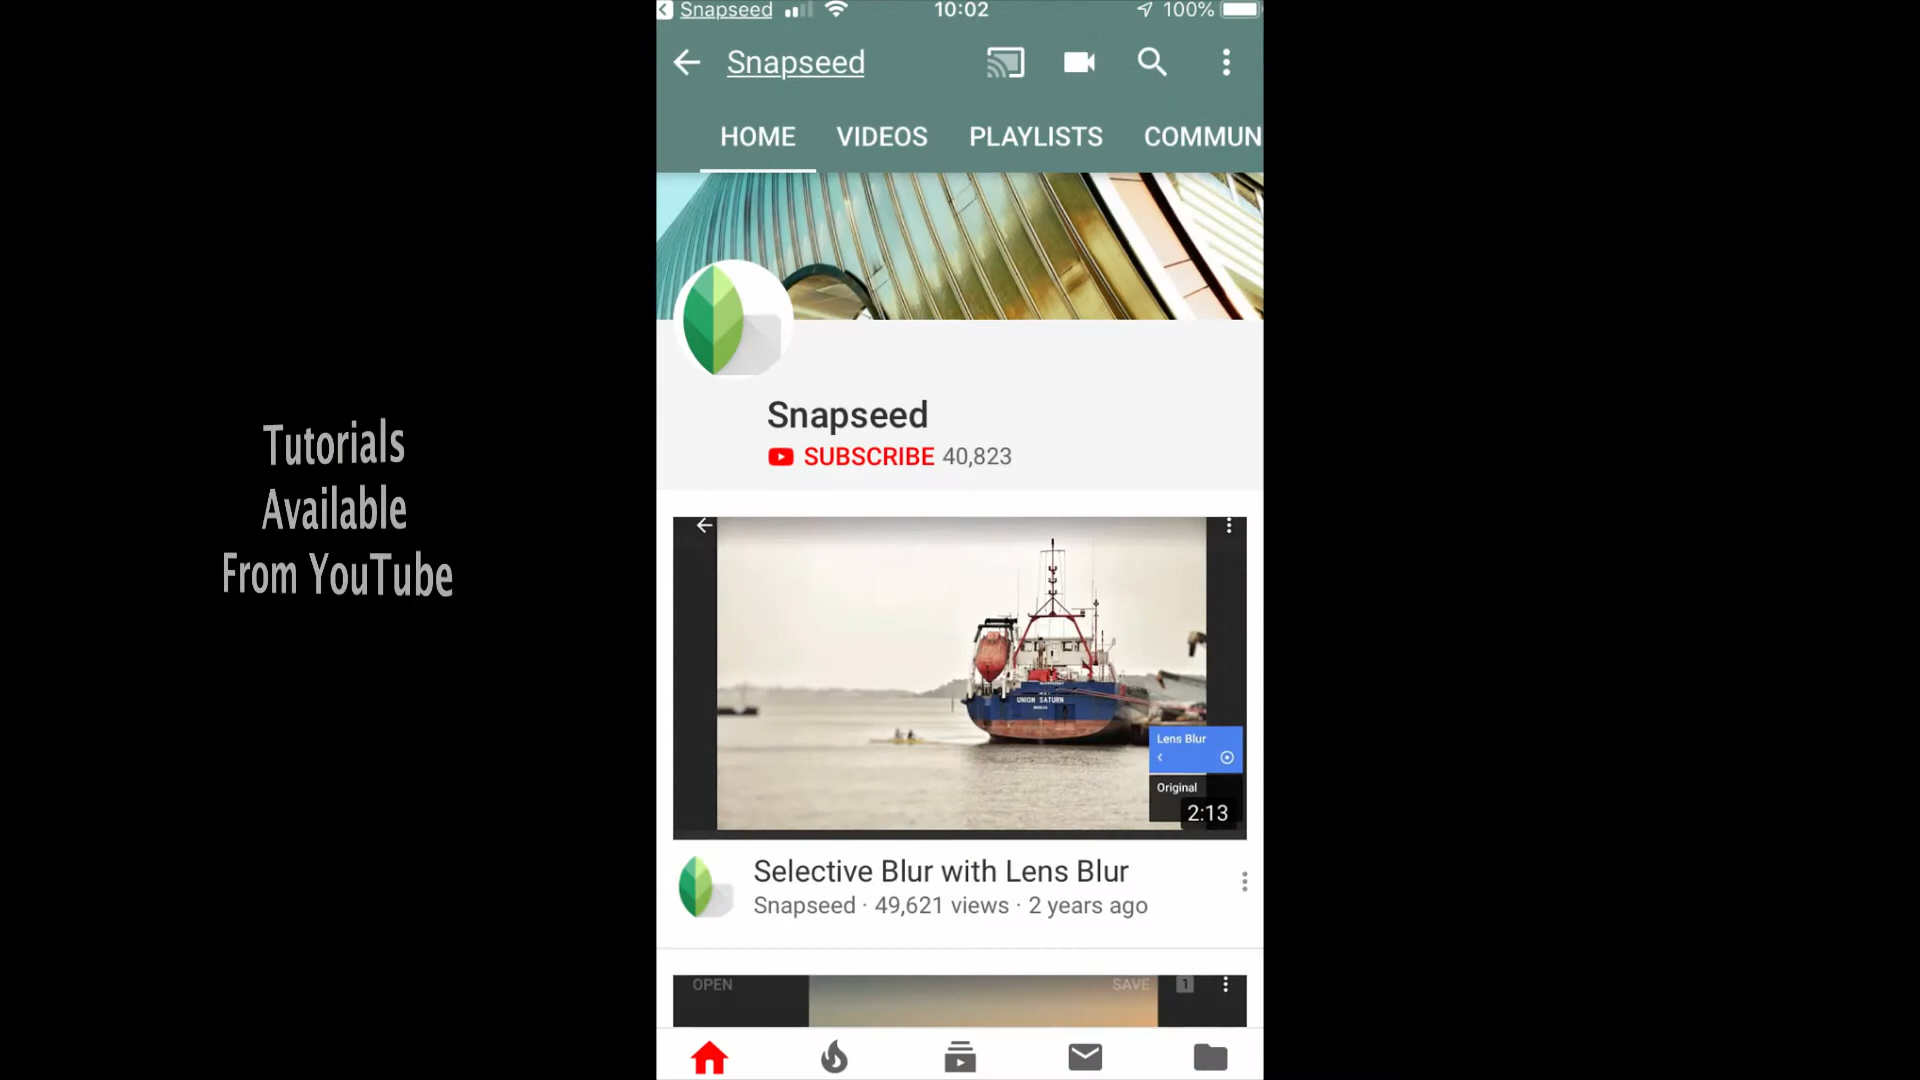 Snapseed 10:02 100%
Snapseed
HOME VIDEOS PLAYLISTS COMMUN
Snapseed
SUBSCRIBE 40,823
Tutorials
Available
From YouTube
UNION SATURN
Lens Blur
Original
2:13
Selective Blur with Lens Blur
Snapseed · 49,621 views · 2 years ago
OPEN SAVE 1